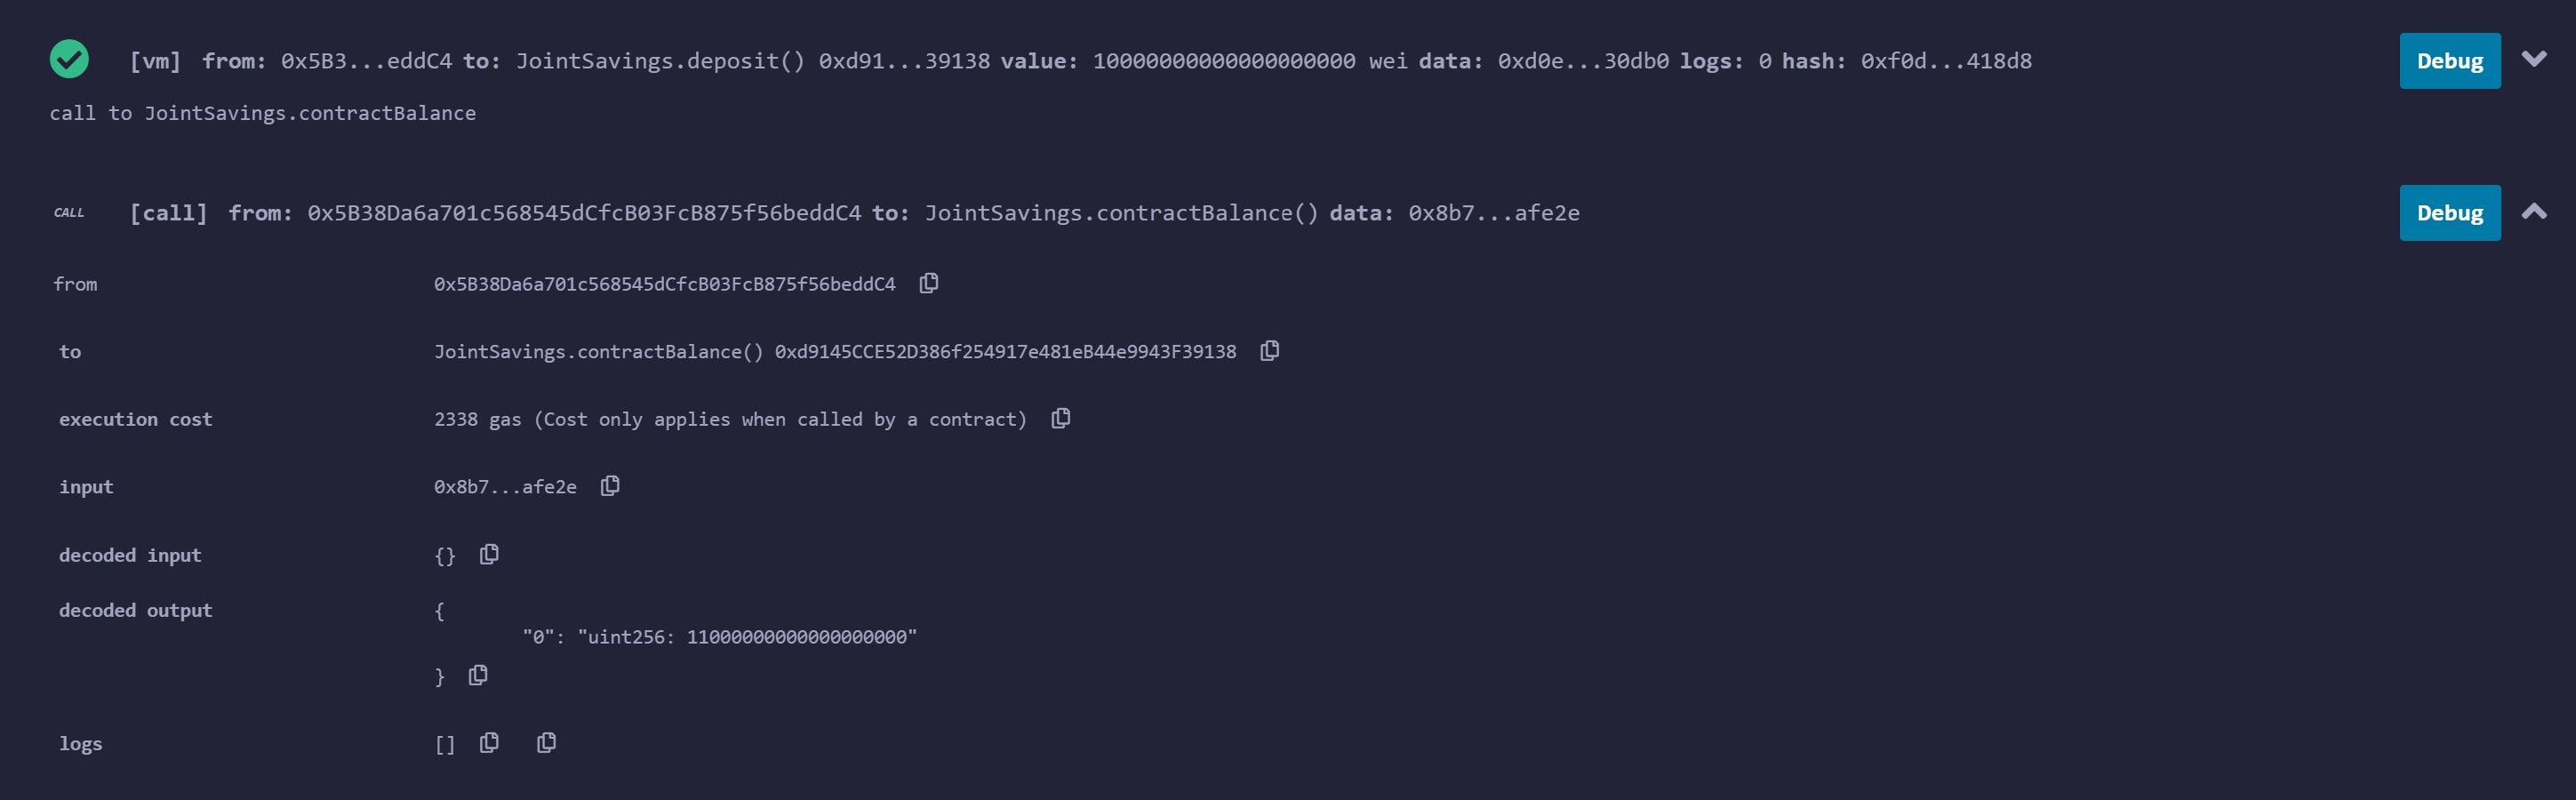 [vm] from: 0x5B3...eddC4 to: JointSavings.deposit() 0xd91...39138 value: 10000000000000000000 wei data: 0xd0e...30db0 logs: 0 hash: 0xf0d...418d8 Debug
call to JointSavings.contractBalance
CALL [call] from: 0x5B38Da6a701c568545dCfcB03FcB875f56beddC4 to: JointSavings.contractBalance() data: 0x8b7...afe2e Debug
from 0x5B38Da6a701c568545dCfcB03FcB875f56beddC4
to JointSavings.contractBalance() 0xd9145CCE52D386f254917e481eB44e9943F39138
execution cost 2338 gas (Cost only applies when called by a contract)
input 0x8b7...afe2e
decoded input {}
decoded output {
"0": "uint256: 11000000000000000000"
}
logs []